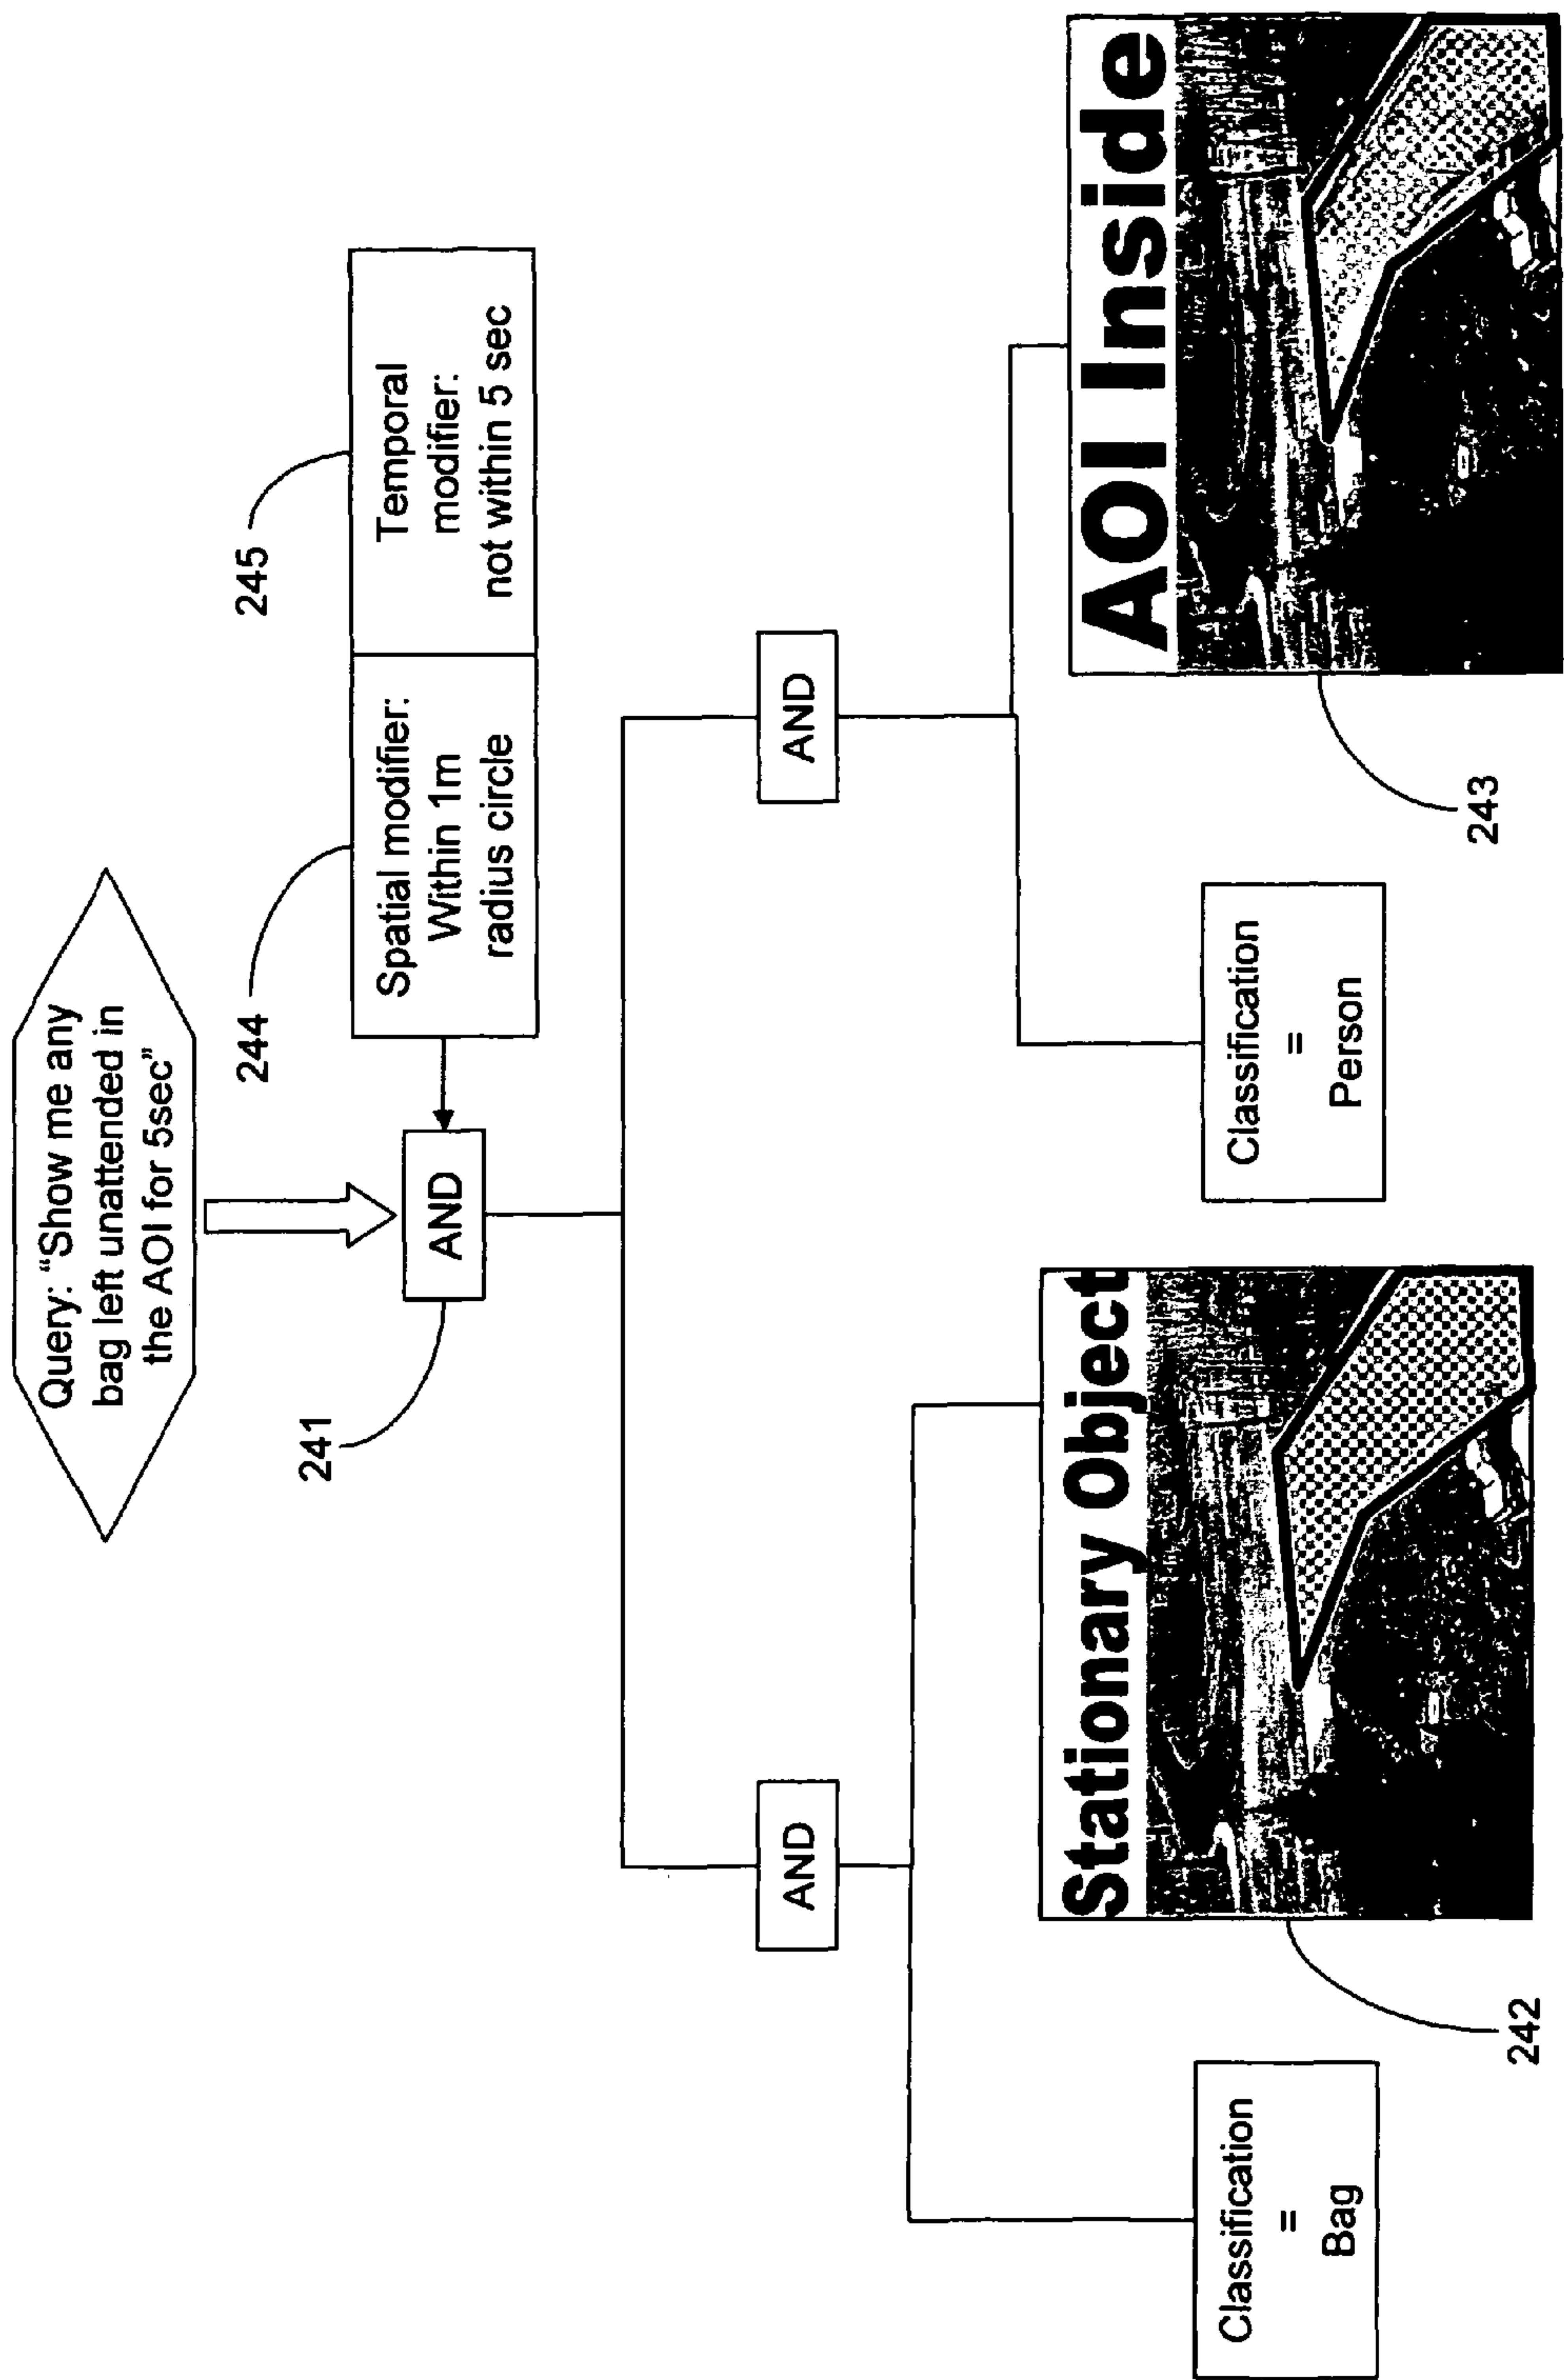 Query: “Show me any
bag left unattended in
the AOI for 5sec”
241
AND
244
Spatial modifier:
Within 1m
radius circle
245
Temporal
modifier:
not within 5 sec
AND
AND
Classification
=
Bag
Stationary Object
242
Classification
=
Person
AOI Inside
243